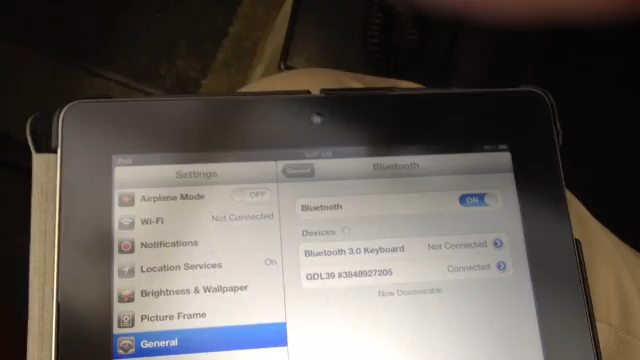 iPod
Settings
Bluetooth
Airplane Mode
OFF
Bluetooth
ON
Wi-Fi
Not Connected
Devices
Notifications
Bluetooth 3.0 Keyboard
Not Connected
Location Services
On
GDL39 #3848927205
Connected
Brightness & Wallpaper
Now Discoverable
Picture Frame
General